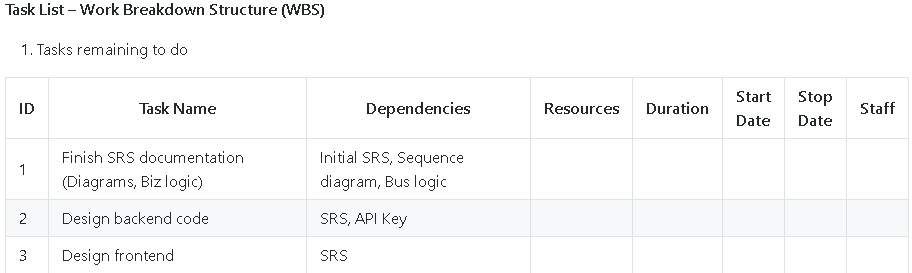 Task List – Work Breakdown Structure (WBS)
1. Tasks remaining to do
ID Task Name Dependencies Resources Duration Start Date Stop Date Staff
1 Finish SRS documentation (Diagrams, Biz logic) Initial SRS, Sequence diagram, Bus logic
2 Design backend code SRS, API Key
3 Design frontend SRS